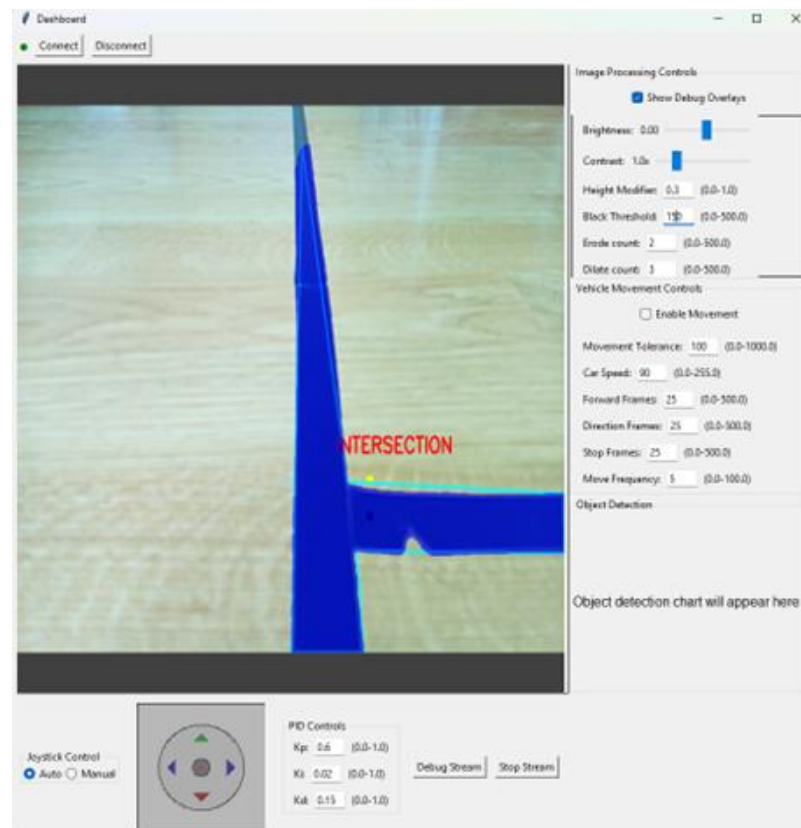 Dashboard
Connect Disconnect
Image Processing Controls
Show Debug Overlays
Brightness: 0.00
Contrast: 1.0x
Height Modifier: 0.3 (0.0-1.0)
Black Threshold: 150 (0.0-500.0)
Erode count: 2 (0.0-500.0)
Dilate count: 3 (0.0-500.0)
Vehicle Movement Controls
Enable Movement
Movement Tolerance: 100 (0.0-1000.0)
Car Speed: 90 (0.0-255.0)
Forward Frames: 25 (0.0-500.0)
Direction Frames: 25 (0.0-500.0)
Stop Frames: 25 (0.0-500.0)
Move Frequency: 5 (0.0-100.0)
NTERSECTION
Object Detection
Object detection chart will appear here
Joystick Control
Auto Manual
PID Controls
Kp: 0.6 (0.0-1.0)
Ki: 0.02 (0.0-1.0)
Kd: 0.15 (0.0-1.0)
Debug Stream Stop Stream